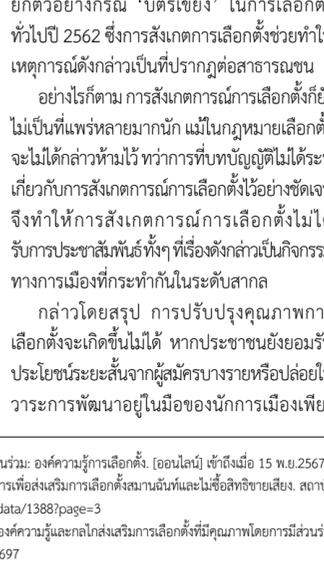 ยกตัวอย่างกรณี 'บัตรเขย่ง' ในการเลือกตั้
ทั่วไปปี 2562 ซึ่งการสังเกตการเลือกตั้งช่วยทำใ
เหตุการณ์ดังกล่าวเป็นที่ปรากฏต่อสาธารณชน
อย่างไรก็ตาม การสังเกตการณ์การเลือกตั้งก็ยั
ไม่เป็นที่แพร่หลายมากนัก แม้ในกฎหมายเลือกตั้
จะไม่ได้กล่าวห้ามไว้ ทว่าการที่บทบัญญัติไม่ได้ระบ
เกี่ยวกับการสังเกตการณ์การเลือกตั้งไว้อย่างชัดเจ
จึงทำให้การสังเกตการณ์การเลือกตั้งไม่ได
รับการประชาสัมพันธ์ ทั้งๆ ที่เรื่องดังกล่าวเป็นกิจกรรม
ทางการเมืองที่กระทำกันในระดับสากล
กล่าวโดยสรุป การปรับปรุงคุณภาพกา
เลือกตั้งจะเกิดขึ้นไม่ได้ หากประชาชนยังยอมรั
ประโยชน์ระยะสั้นจากผู้สมัครบางรายหรือปล่อยให
วาระการพัฒนาอยู่ในมือของนักการเมืองเพีย
นร่วม: องค์ความรู้การเลือกตั้ง. [ออนไลน์] เข้าถึงเมื่อ 15 พ.ย.2567
ารเพื่อส่งเสริมการเลือกตั้งสมานฉันท์และไม่ซื้อสิทธิขายเสียง. สถาบ
data/1388?page=3
องค์ความรู้และกลไกส่งเสริมการเลือกตั้งที่มีคุณภาพโดยการมีส่วนร่
697